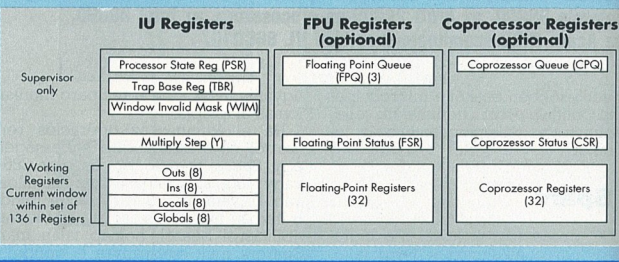 IU Registers
FPU Registers
(optional)
Coprocessor Registers
(optional)
Supervisor
only
Processor State Reg (PSR)
Trap Base Reg (TBR)
Window Invalid Mask (WIM)
Floating Point Queue
(FPQ) (3)
Coprozessor Queue (CPQ)
Multiply Step (Y)
Floating Point Status (FSR)
Coprozessor Status (CSR)
Working
Registers
Current window
within set of
136 r Registers
Outs (8)
Ins (8)
Locals (8)
Globals (8)
Floating-Point Registers
(32)
Coprozessor Registers
(32)